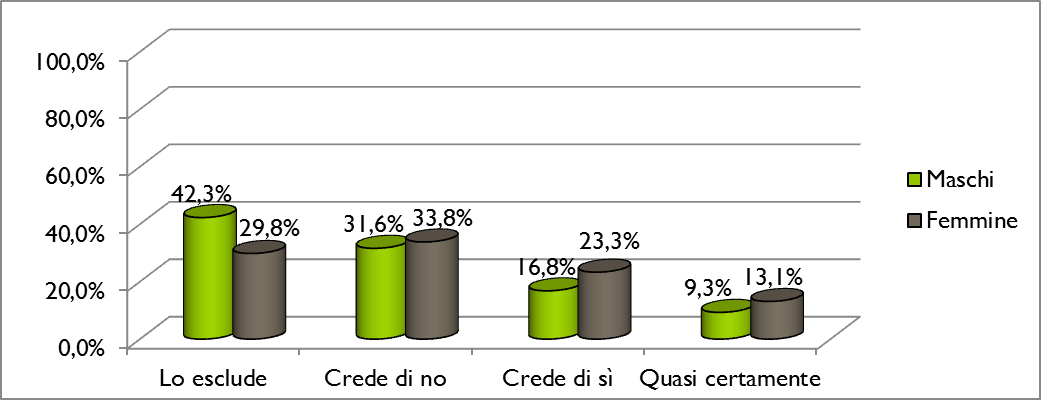 100,0%
80,0%
60,0%
40,0%
20,0%
0,0%
42,3%
29,8%
31,6%
33,8%
16,8%
23,3%
9,3%
13,1%
Lo esclude
Crede di no
Crede di sì
Quasi certamente
Maschi
Femmine